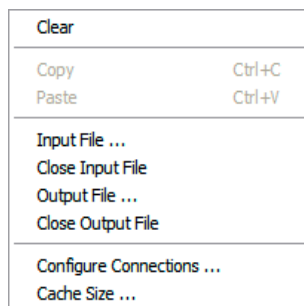 Clear
Copy Ctrl+C
Paste Ctrl+V
Input File ...
Close Input File
Output File ...
Close Output File
Configure Connections ...
Cache Size ...